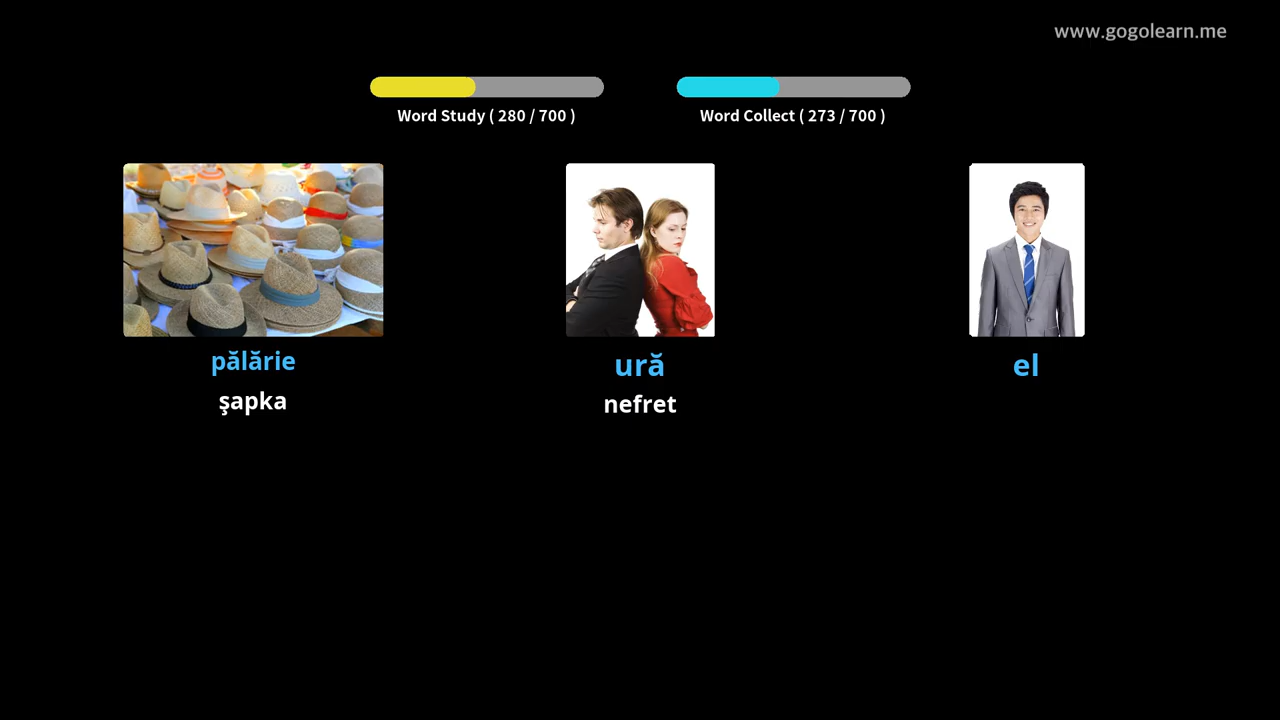 www.gogolearn.me
Word Study ( 280 / 700 )
Word Collect ( 273 / 700 )
pălărie
ură
el
şapka
nefret